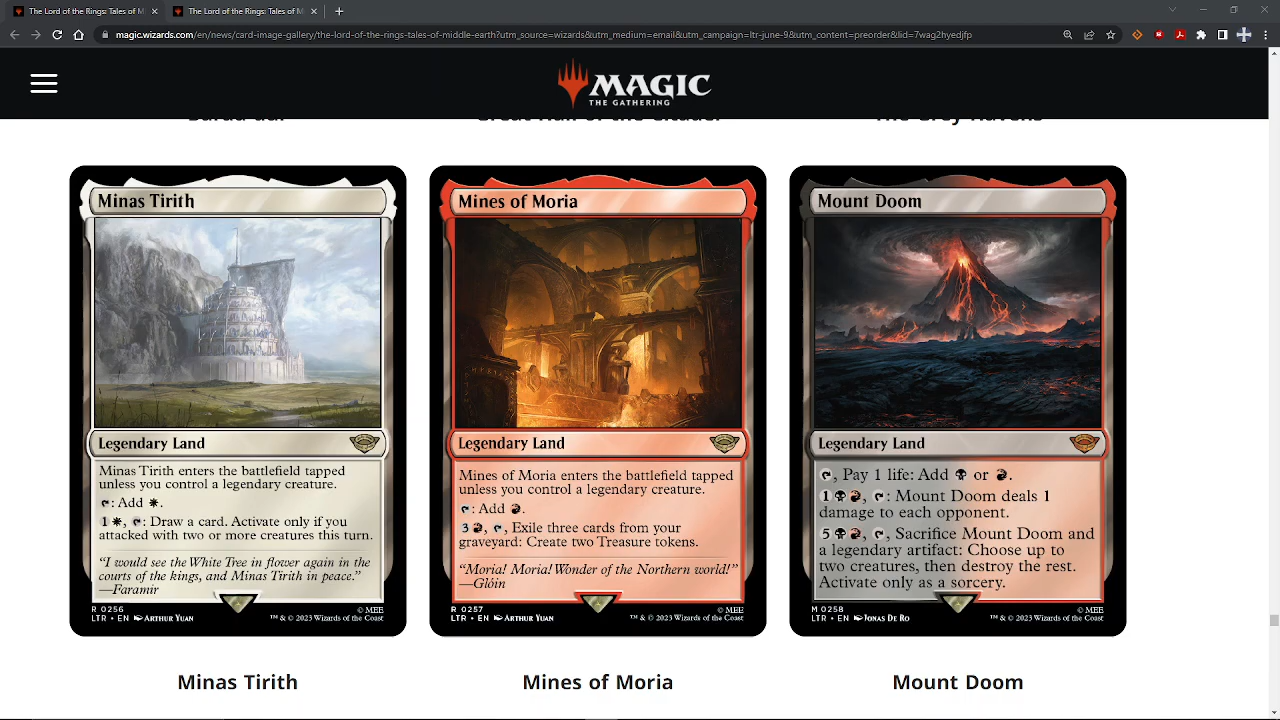 The Lord of the Rings: Tales of M
The Lord of the Rings: Tales of M
magic.wizards.com/en/news/card-image-gallery/the-lord-of-the-rings-tales-of-middle-earth?utm_source=wizards&utm_medium=email&utm_campaign=ltr-june-9&utm_content=preorder&lid=7wag2hyedjfp
MAGIC
THE GATHERING
Barad-dûr
Great Hall of the Citadel
The Grey Havens
Minas Tirith
Legendary Land
Minas Tirith enters the battlefield tapped
unless you control a legendary creature.
: Add .
1, : Draw a card. Activate only if you
attacked with two or more creatures this turn.
“I would see the White Tree in flower again in the
courts of the kings, and Minas Tirith in peace.”
—Faramir
R 0256
LTR • EN ARTHUR YUAN
© MEE
™ & © 2023 Wizards of the Coast
Mines of Moria
Legendary Land
Mines of Moria enters the battlefield tapped
unless you control a legendary creature.
: Add .
3, , Exile three cards from your
graveyard: Create two Treasure tokens.
“Moria! Moria! Wonder of the Northern world!”
—Glóin
R 0257
LTR • EN ARTHUR YUAN
© MEE
™ & © 2023 Wizards of the Coast
Mount Doom
Legendary Land
, Pay 1 life: Add or .
1, : Mount Doom deals 1
damage to each opponent.
5, , Sacrifice Mount Doom and
a legendary artifact: Choose up to
two creatures, then destroy the rest.
Activate only as a sorcery.
M 0258
LTR • EN JONAS DE RO
© MEE
™ & © 2023 Wizards of the Coast
Minas Tirith
Mines of Moria
Mount Doom